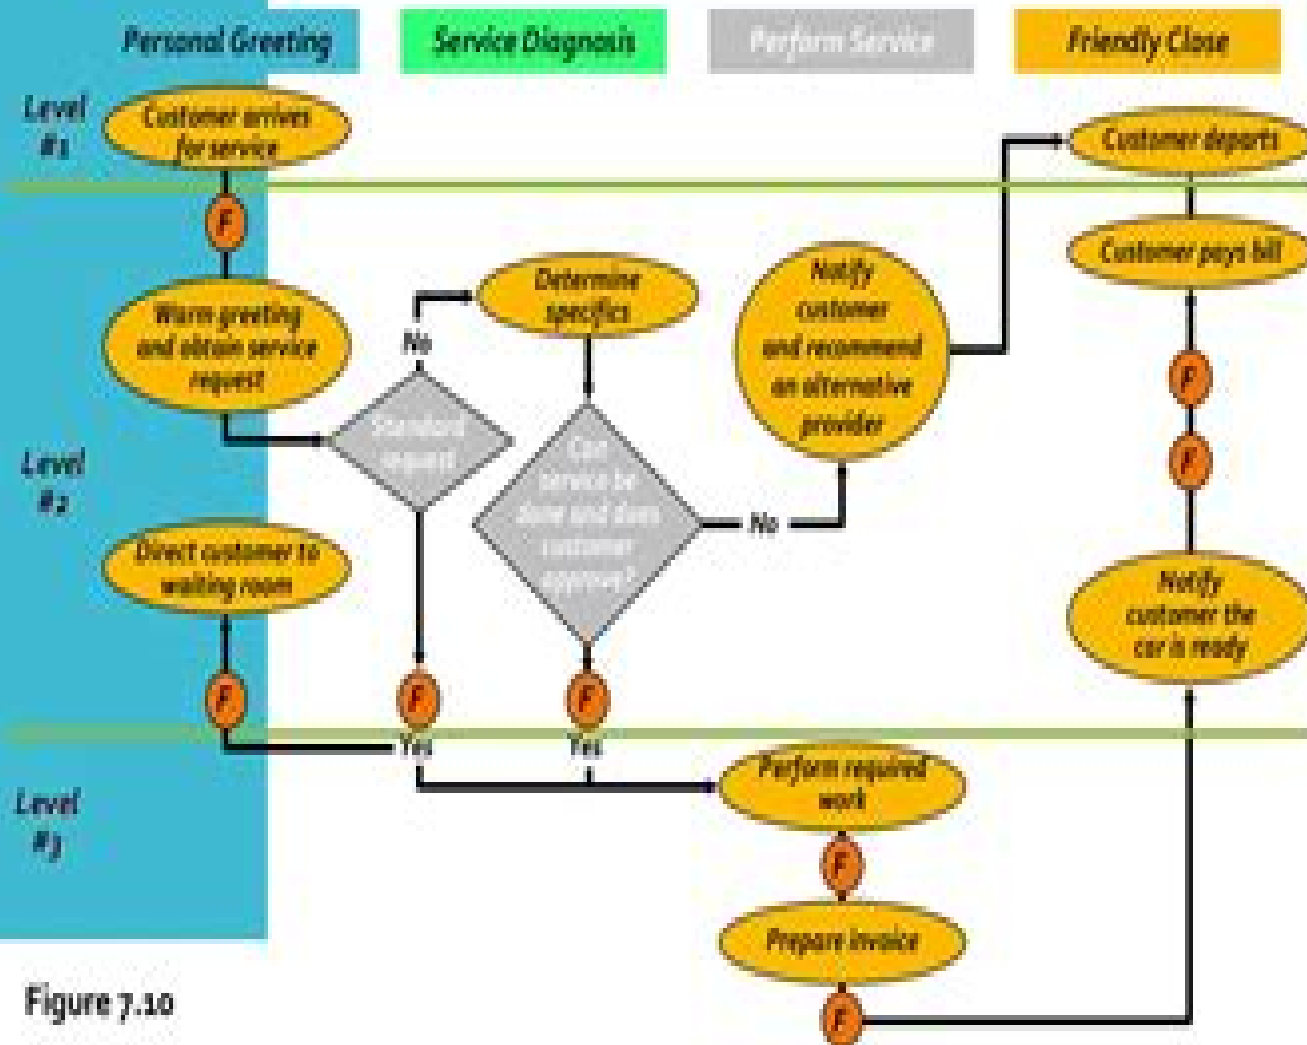 Personal Greeting
Service Diagnosis
Perform Service
Friendly Close
Level
#1
Customer arrives
for service
Customer departs
F
Customer pays bill
Warm greeting
and obtain service
request
No
Determine
specifics
Notify
customer
and recommend
an alternative
provider
F
F
Level
#2
Standard
request
Can
service be
done and does
customer
approve?
No
Direct customer to
waiting room
Notify
customer the
car is ready
F
F
F
Yes
Yes
Level
#3
Perform required
work
F
Prepare invoice
F
Figure 7.10